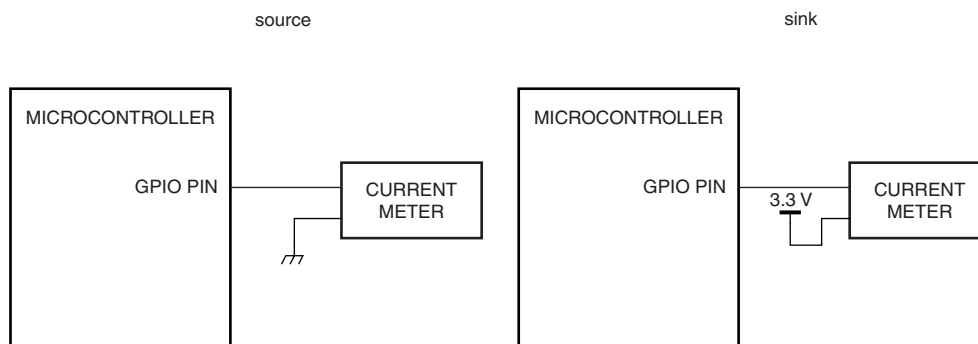 source
sink
MICROCONTROLLER
GPIO PIN
CURRENT
METER
MICROCONTROLLER
GPIO PIN
3.3 V
CURRENT
METER